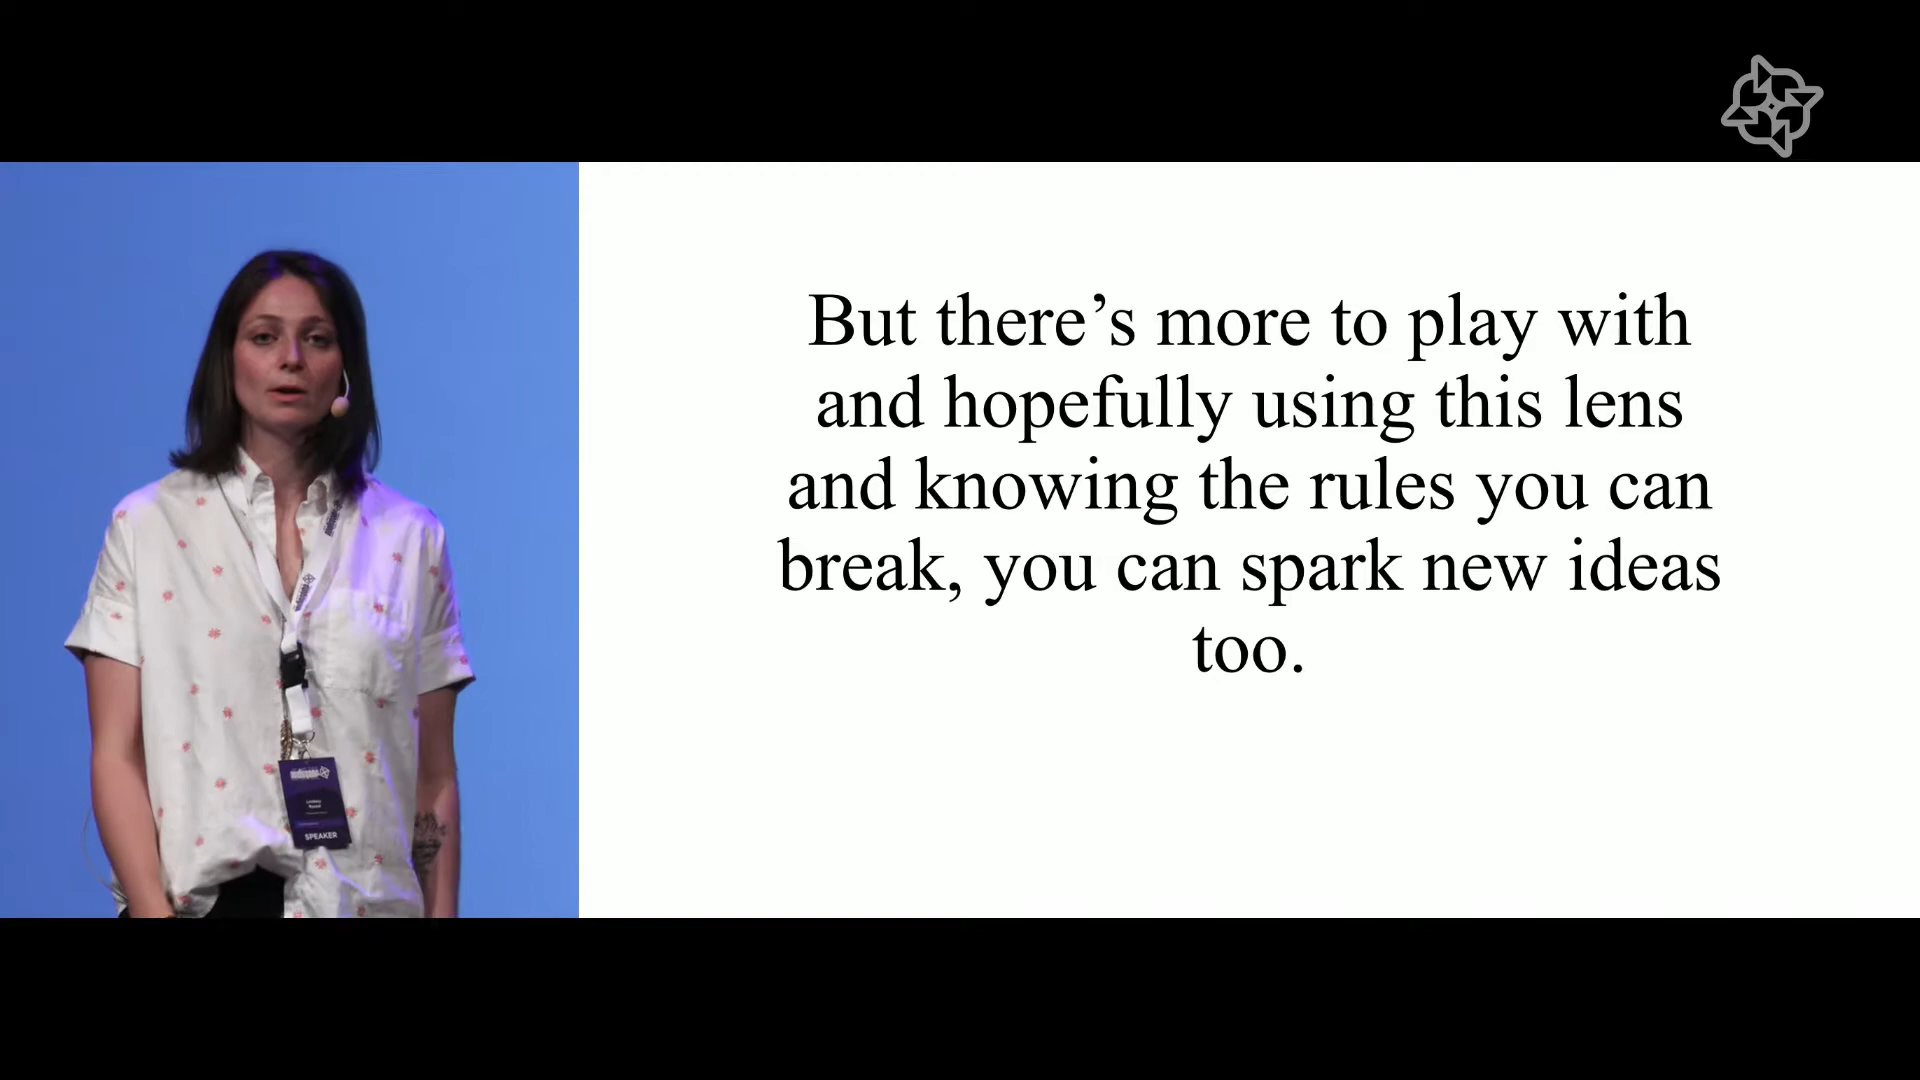 But there’s more to play with
and hopefully using this lens
and knowing the rules you can
break, you can spark new ideas
too.
SPEAKER